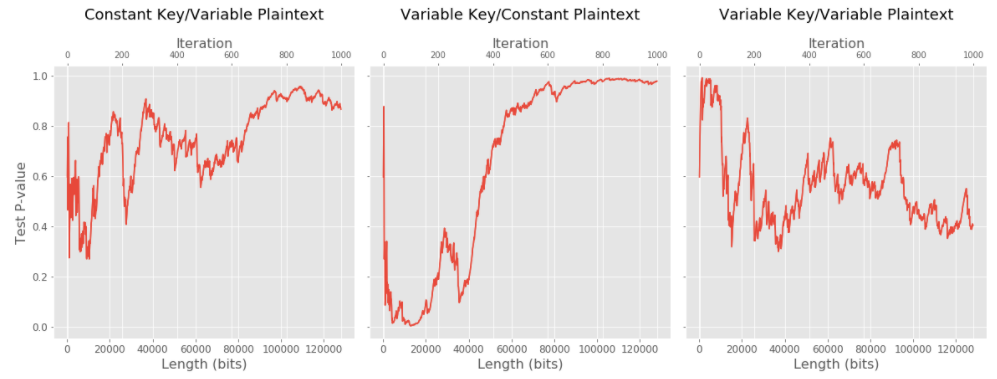 Constant Key/Variable Plaintext
Variable Key/Constant Plaintext
Variable Key/Variable Plaintext
Iteration
Iteration
Iteration
0 200 400 600 800 1000
0 200 400 600 800 1000
0 200 400 600 800 1000
Test P-value
1.0
0.8
0.6
0.4
0.2
0.0
0 20000 40000 60000 80000 100000 120000
0 20000 40000 60000 80000 100000 120000
0 20000 40000 60000 80000 100000 120000
Length (bits)
Length (bits)
Length (bits)